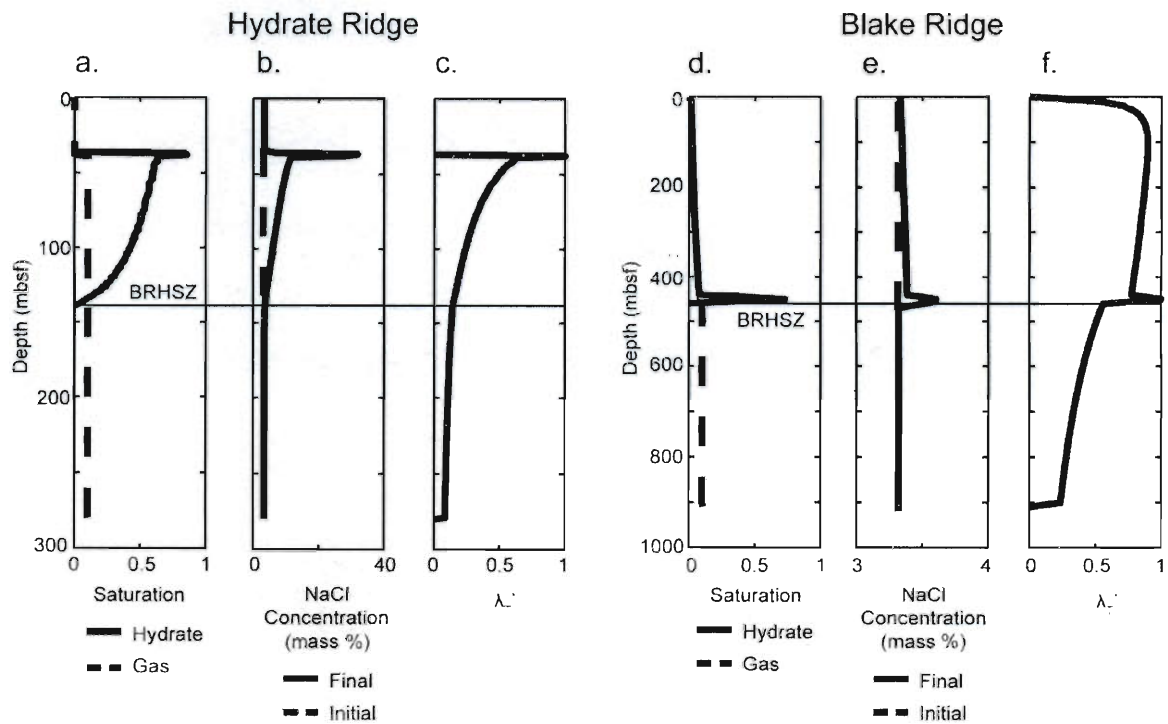 Hydrate Ridge
a.
b.
c.
0
100
200
300
Depth (mbsf)
BRHSZ
0 0.5 1
Saturation
Hydrate
Gas
0 20 40
NaCl
Concentration
(mass %)
Final
Initial
0 0.5 1
Blake Ridge
d.
e.
f.
0
200
400
600
800
1000
Depth (mbsf)
BRHSZ
0 0.5 1
Saturation
Hydrate
Gas
3 4
NaCl
Concentration
(mass %)
Final
Initial
0 0.5 1